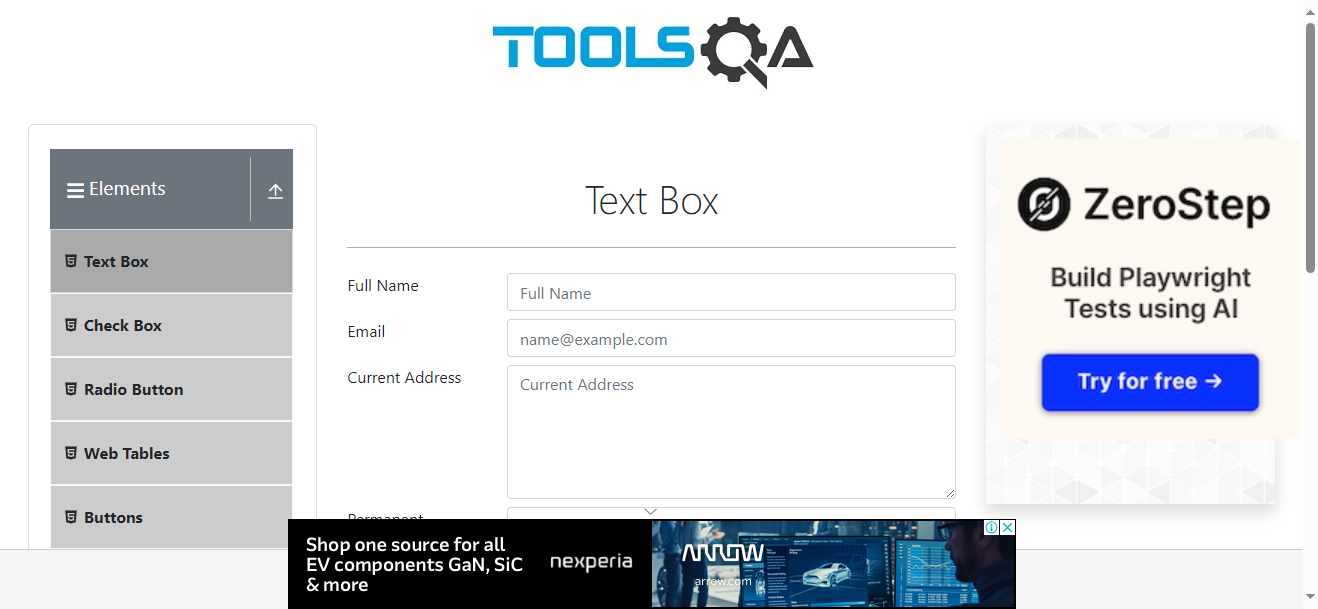 TOOLSQA
Elements
Text Box
Check Box
Radio Button
Web Tables
Buttons
Text Box
Full Name
Full Name
Email
name@example.com
Current Address
Current Address
Permanent
ZeroStep
Build Playwright
Tests using AI
Try for free →
Shop one source for all
EV components GaN, SiC
& more
nexperia
ARROW
arrow.com